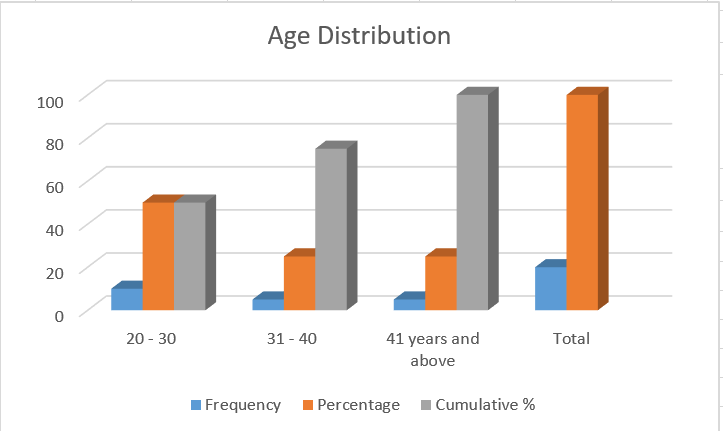 Age Distribution
100
80
60
40
20
0
20 - 30
31 - 40
41 years and
above
Total
Frequency
Percentage
Cumulative %